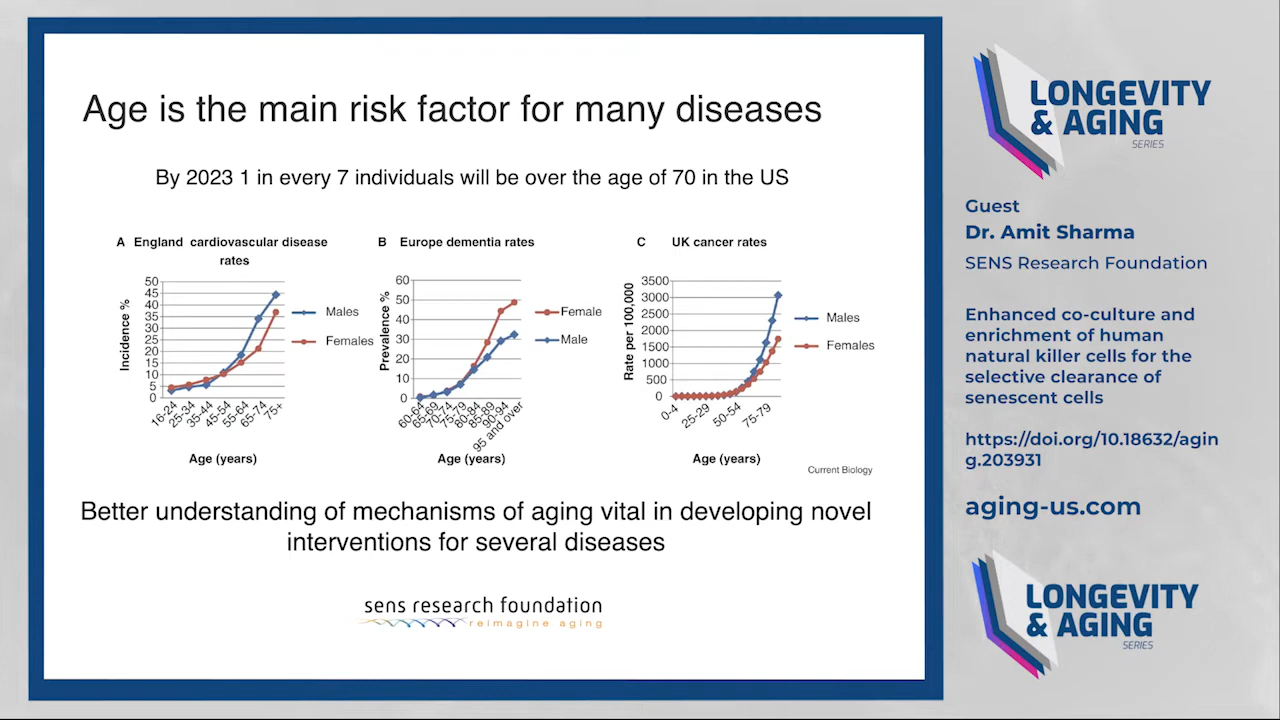 Age is the main risk factor for many diseases
By 2023 1 in every 7 individuals will be over the age of 70 in the US
A England cardiovascular disease
rates
Incidence %
50
45
40
35
30
25
20
15
10
5
0
16-24
25-34
35-44
45-54
55-64
65-74
75+
Age (years)
Males
Females
B Europe dementia rates
Prevalence %
60
50
40
30
20
10
0
60-64
65-69
70-74
75-79
80-84
85-89
90-94
95 and over
Age (years)
Female
Male
C UK cancer rates
Rate per 100,000
3500
3000
2500
2000
1500
1000
500
0
0-4
25-29
50-54
75-79
Age (years)
Males
Females
Current Biology
Better understanding of mechanisms of aging vital in developing novel
interventions for several diseases
sens research foundation
reimagine aging
LONGEVITY
& AGING
SERIES
Guest
Dr. Amit Sharma
SENS Research Foundation
Enhanced co-culture and
enrichment of human
natural killer cells for the
selective clearance of
senescent cells
https://doi.org/10.18632/agin
g.203931
aging-us.com
LONGEVITY
& AGING
SERIES